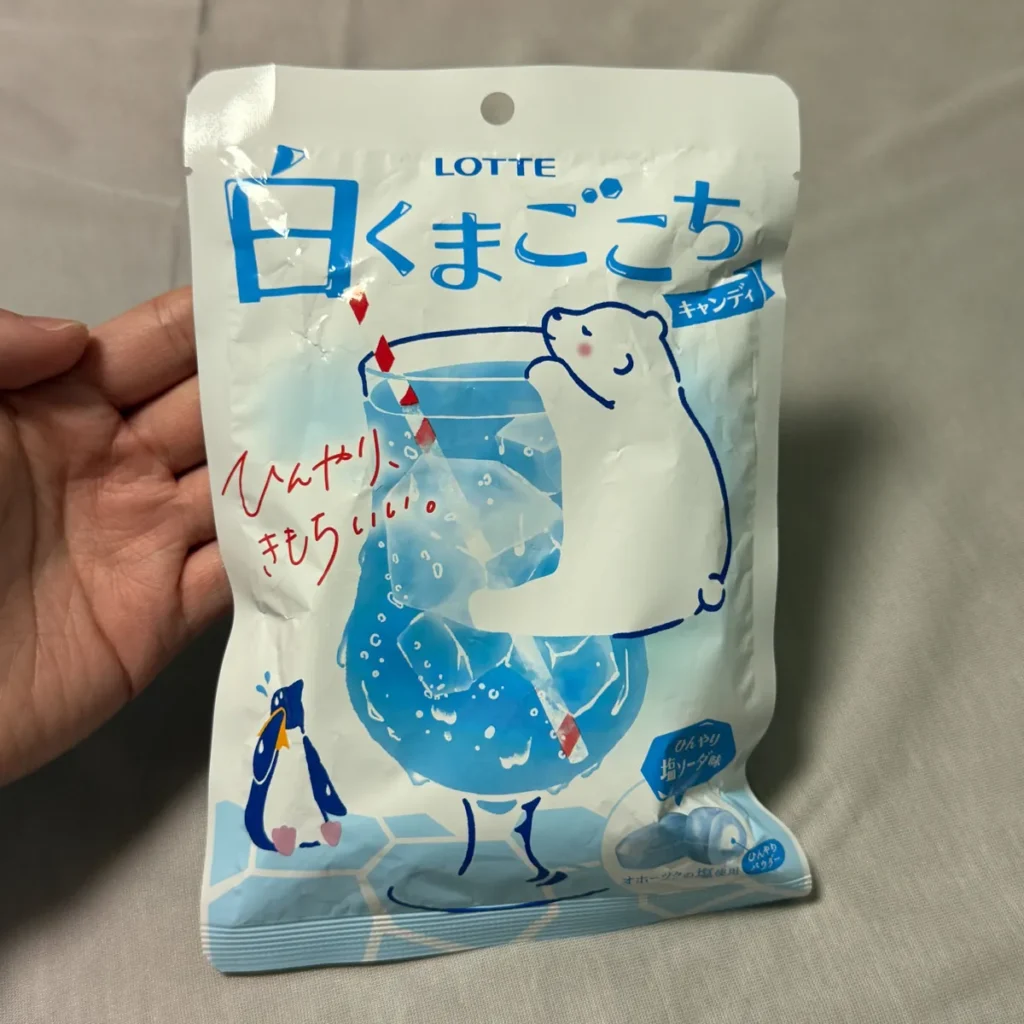 LOTTE
白くまごこち
キャンディ
ひんやり、
きもちいい。
ひんやり
塩ソーダ味
ひんやり
パウダー
オホーツクの塩使用